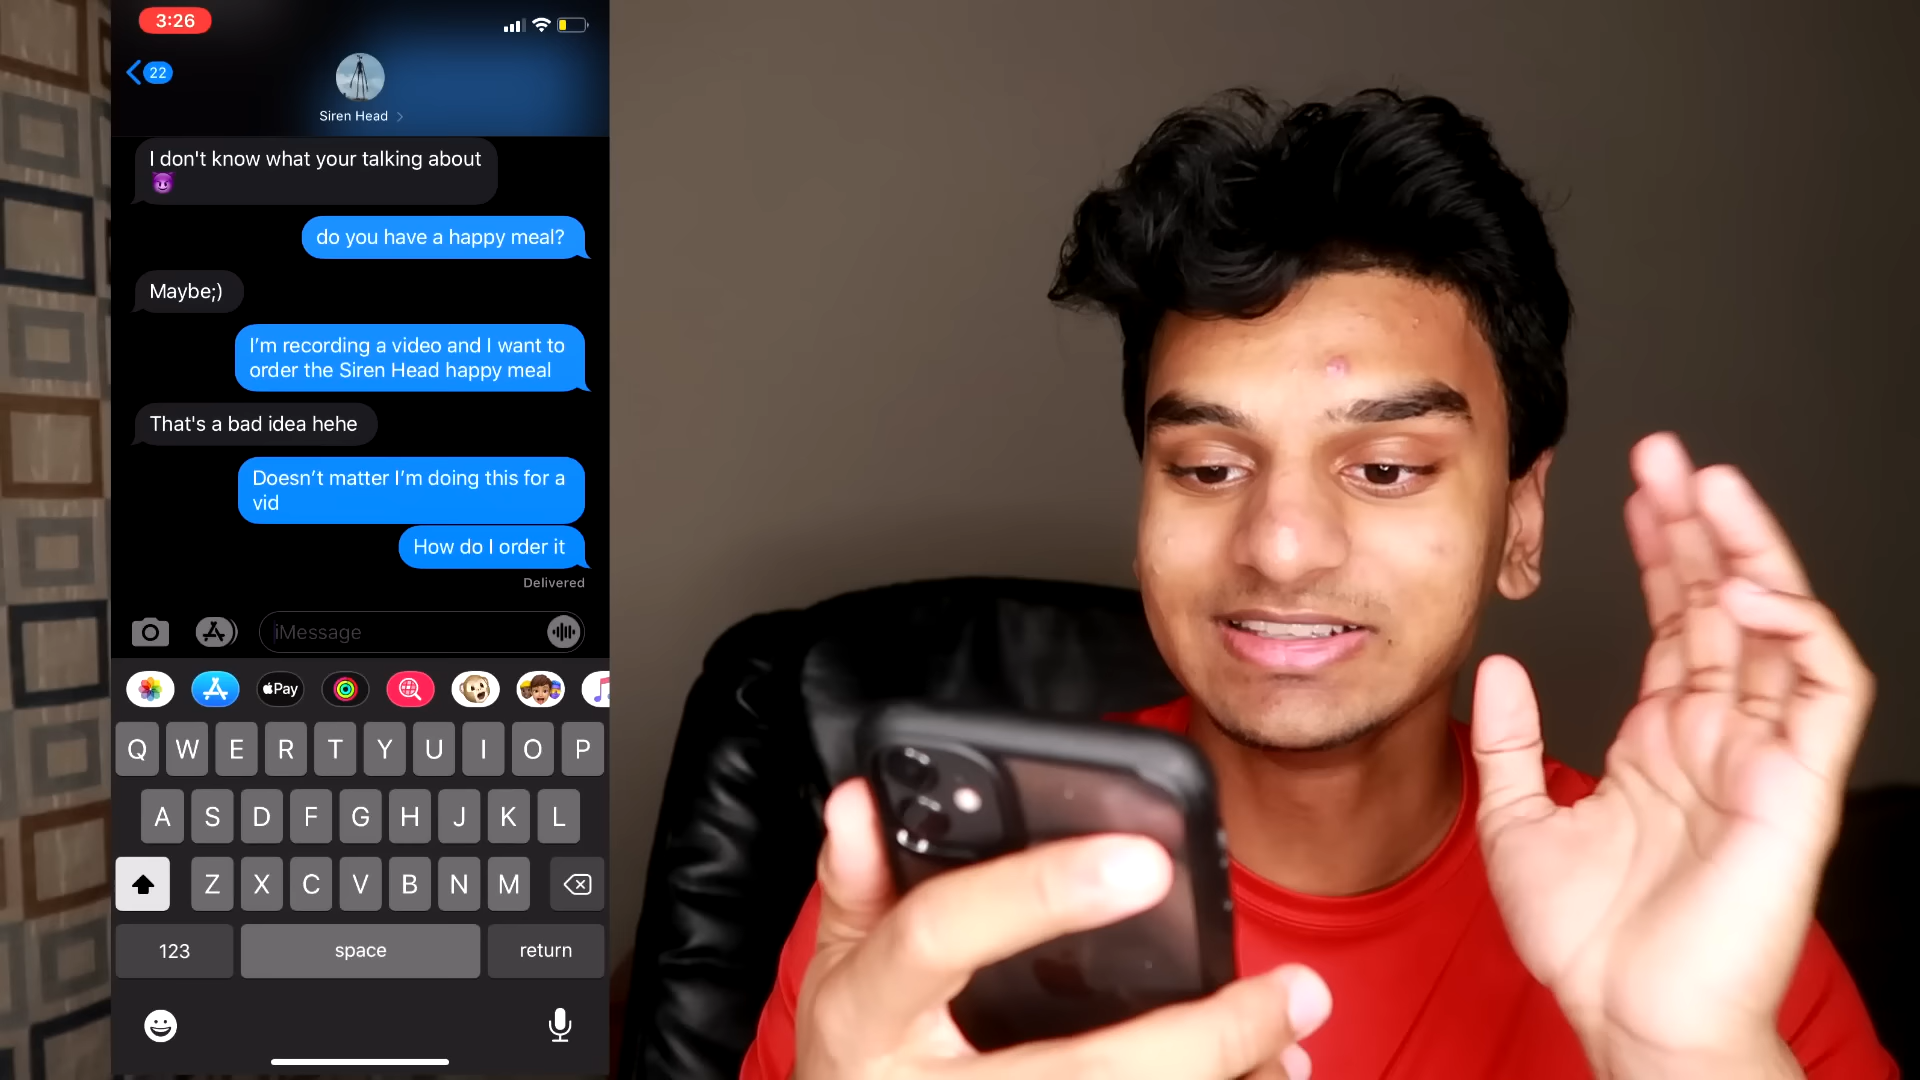 3:26
22
Siren Head
I don't know what your talking about
😈
do you have a happy meal?
Maybe;)
I'm recording a video and I want to
order the Siren Head happy meal
That's a bad idea hehe
Doesn't matter I'm doing this for a
vid
How do I order it
Delivered
iMessage
Pay
Q W E R T Y U I O P
A S D F G H J K L
Z X C V B N M
123 space return